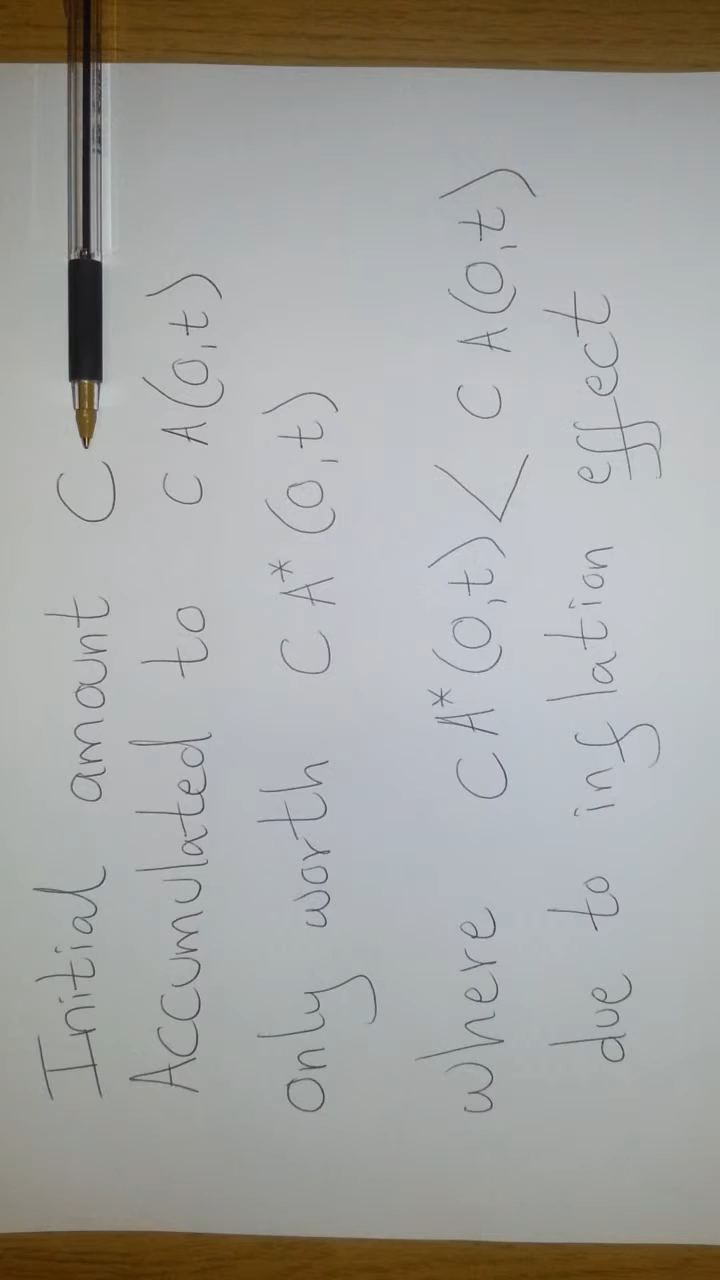 Initial amount C
Accumulated to C A(0,t)
only worth C A*(0,t)
where C A*(0,t) < C A(0,t)
due to inflation effect